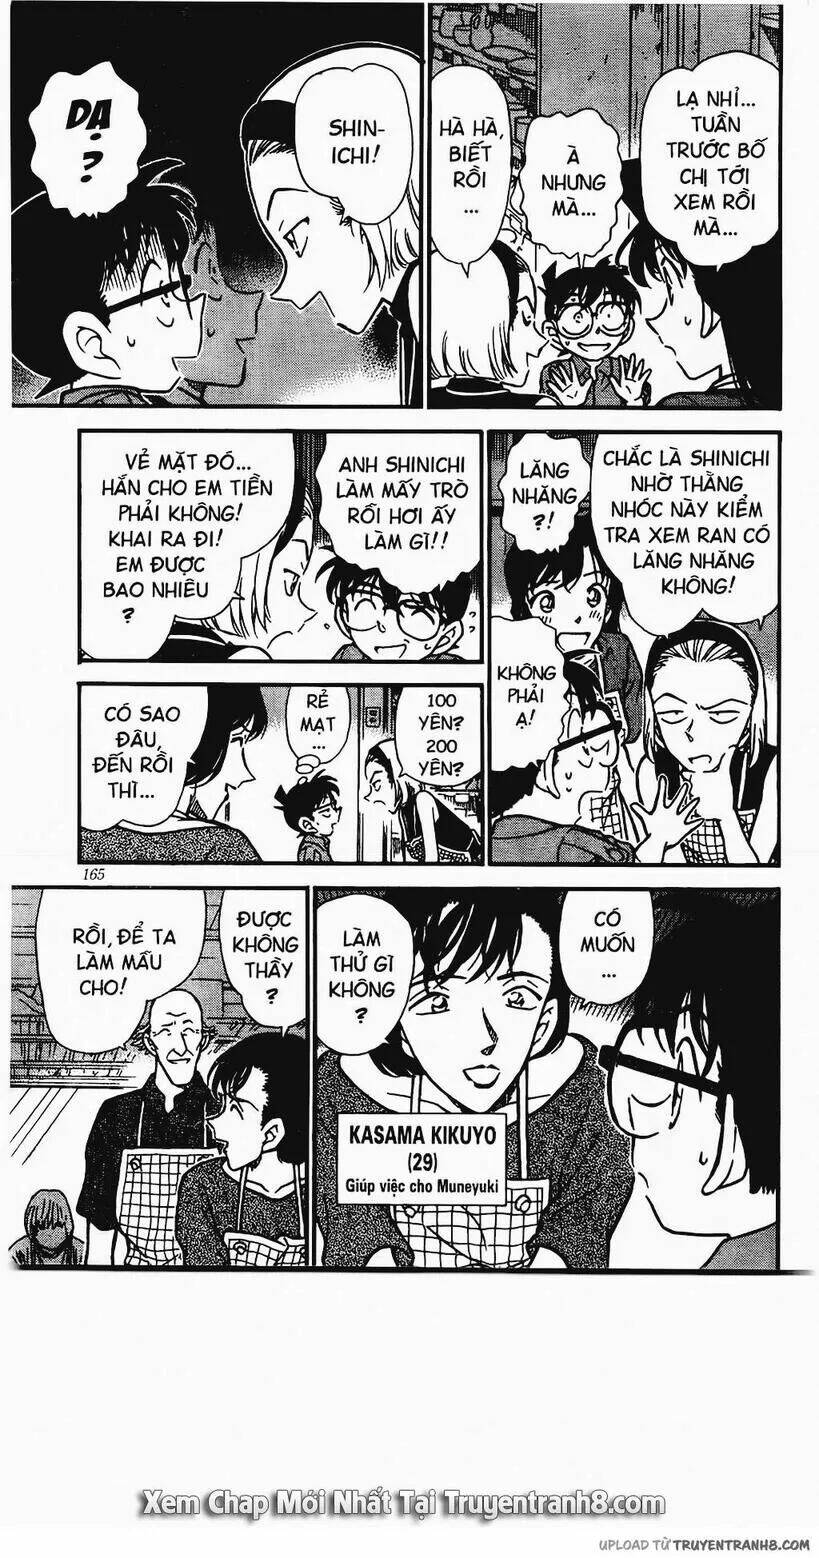 LẠ NHỈ...
TUẦN
TRƯỚC BỐ
CHỊ TỚI
XEM RỒI
MÀ...
À
NHƯNG
MÀ...
HÀ HÀ,
BIẾT
RỒI
...
SHIN-
ICHI!
DẠ
?
CHẮC LÀ SHINICHI
NHỜ THẰNG
NHÓC NÀY KIỂM
TRA XEM RAN CÓ
LĂNG NHĂNG
KHÔNG!
LĂNG
NHĂNG
?!
KHÔNG
PHẢI
Ạ!
ANH SHINICHI
LÀM MẤY TRÒ
RỒI HƠI ẤY
LÀM GÌ!!
VẺ MẶT ĐÓ...
HẮN CHO EM TIỀN
PHẢI KHÔNG!
KHAI RA ĐI!
EM ĐƯỢC
BAO NHIÊU
?
100
YÊN?
200
YÊN?
RẺ
MẠT
...
CÓ SAO
ĐÂU,
ĐẾN RỒI
THÌ...
165
CÓ
MUỐN
...
LÀM
THỬ GÌ
KHÔNG
?
KASAMA KIKUYO
(29)
Giúp việc cho Muneyuki
ĐƯỢC
KHÔNG
THẦY
?
RỒI, ĐỂ TA
LÀM MẪU
CHO!
Xem Chap Mới Nhất Tại Truyentranh8.com
UPLOAD TỪ TRUYENTRANH8.COM